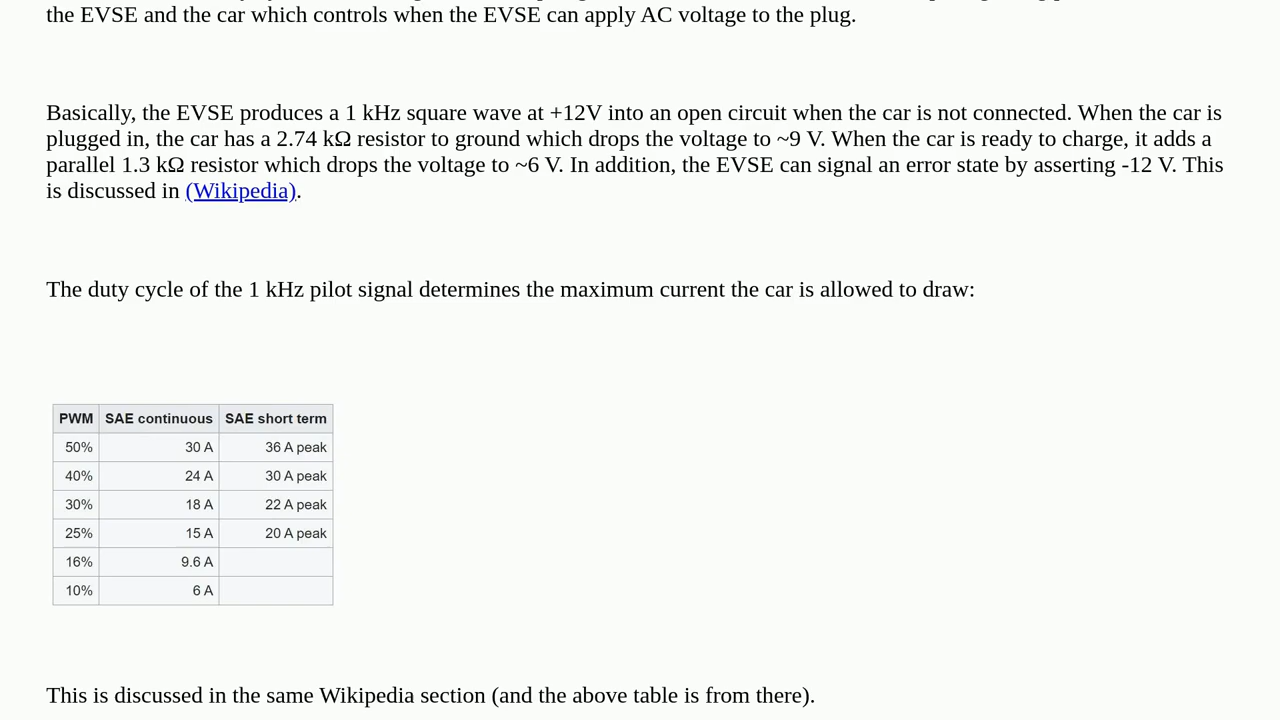 the EVSE and the car which controls when the EVSE can apply AC voltage to the plug.
Basically, the EVSE produces a 1 kHz square wave at +12V into an open circuit when the car is not connected. When the car is
plugged in, the car has a 2.74 kΩ resistor to ground which drops the voltage to ~9 V. When the car is ready to charge, it adds a
parallel 1.3 kΩ resistor which drops the voltage to ~6 V. In addition, the EVSE can signal an error state by asserting -12 V. This
is discussed in (Wikipedia).
The duty cycle of the 1 kHz pilot signal determines the maximum current the car is allowed to draw:
PWM SAE continuous SAE short term
50% 30 A 36 A peak
40% 24 A 30 A peak
30% 18 A 22 A peak
25% 15 A 20 A peak
16% 9.6 A
10% 6 A
This is discussed in the same Wikipedia section (and the above table is from there).